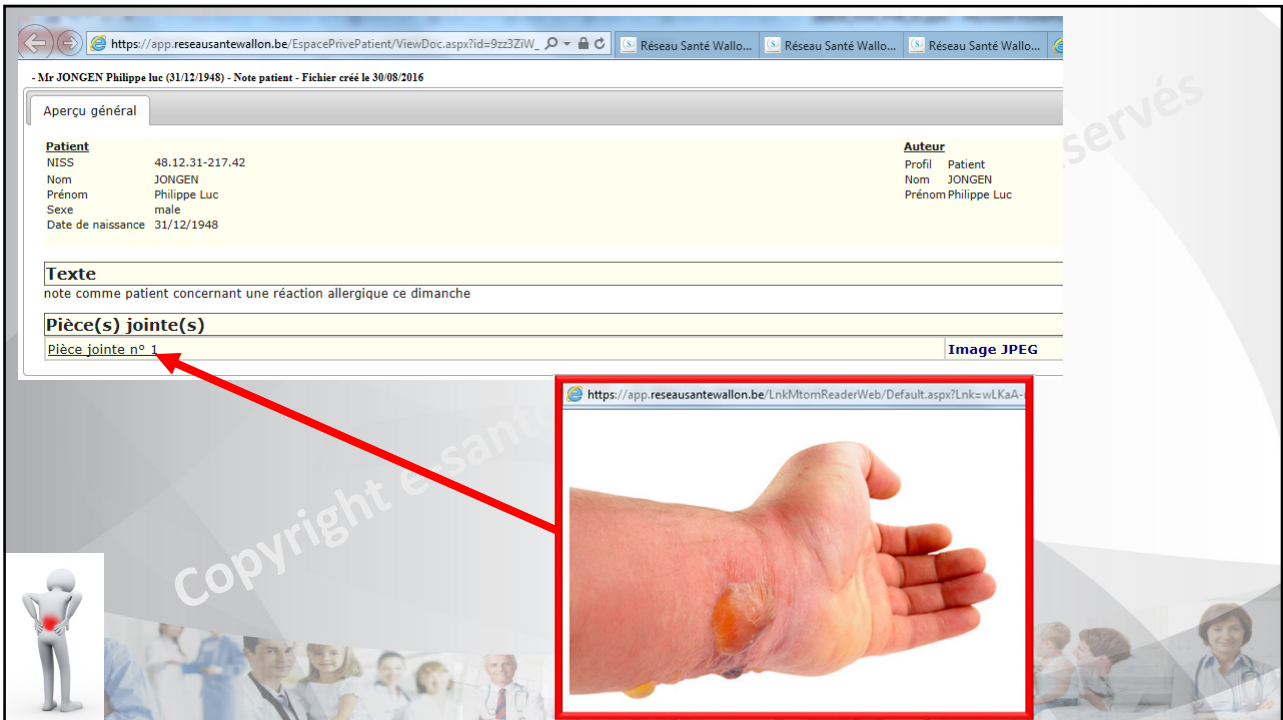 https://app.reseausantewallon.be/EspacePrivePatient/ViewDoc.aspx?id=9zz3ZiW_
Réseau Santé Wallo...
Réseau Santé Wallo...
Réseau Santé Wallo...
- Mr JONGEN Philippe luc (31/12/1948) - Note patient - Fichier créé le 30/08/2016
Aperçu général
Patient
NISS 48.12.31-217.42
Nom JONGEN
Prénom Philippe Luc
Sexe male
Date de naissance 31/12/1948
Auteur
Profil Patient
Nom JONGEN
Prénom Philippe Luc
Texte
note comme patient concernant une réaction allergique ce dimanche
Pièce(s) jointe(s)
Pièce jointe n° 1 Image JPEG
https://app.reseausantewallon.be/LnkMtomReaderWeb/Default.aspx?Lnk=wLKaA-
Copyright e-sant
servés